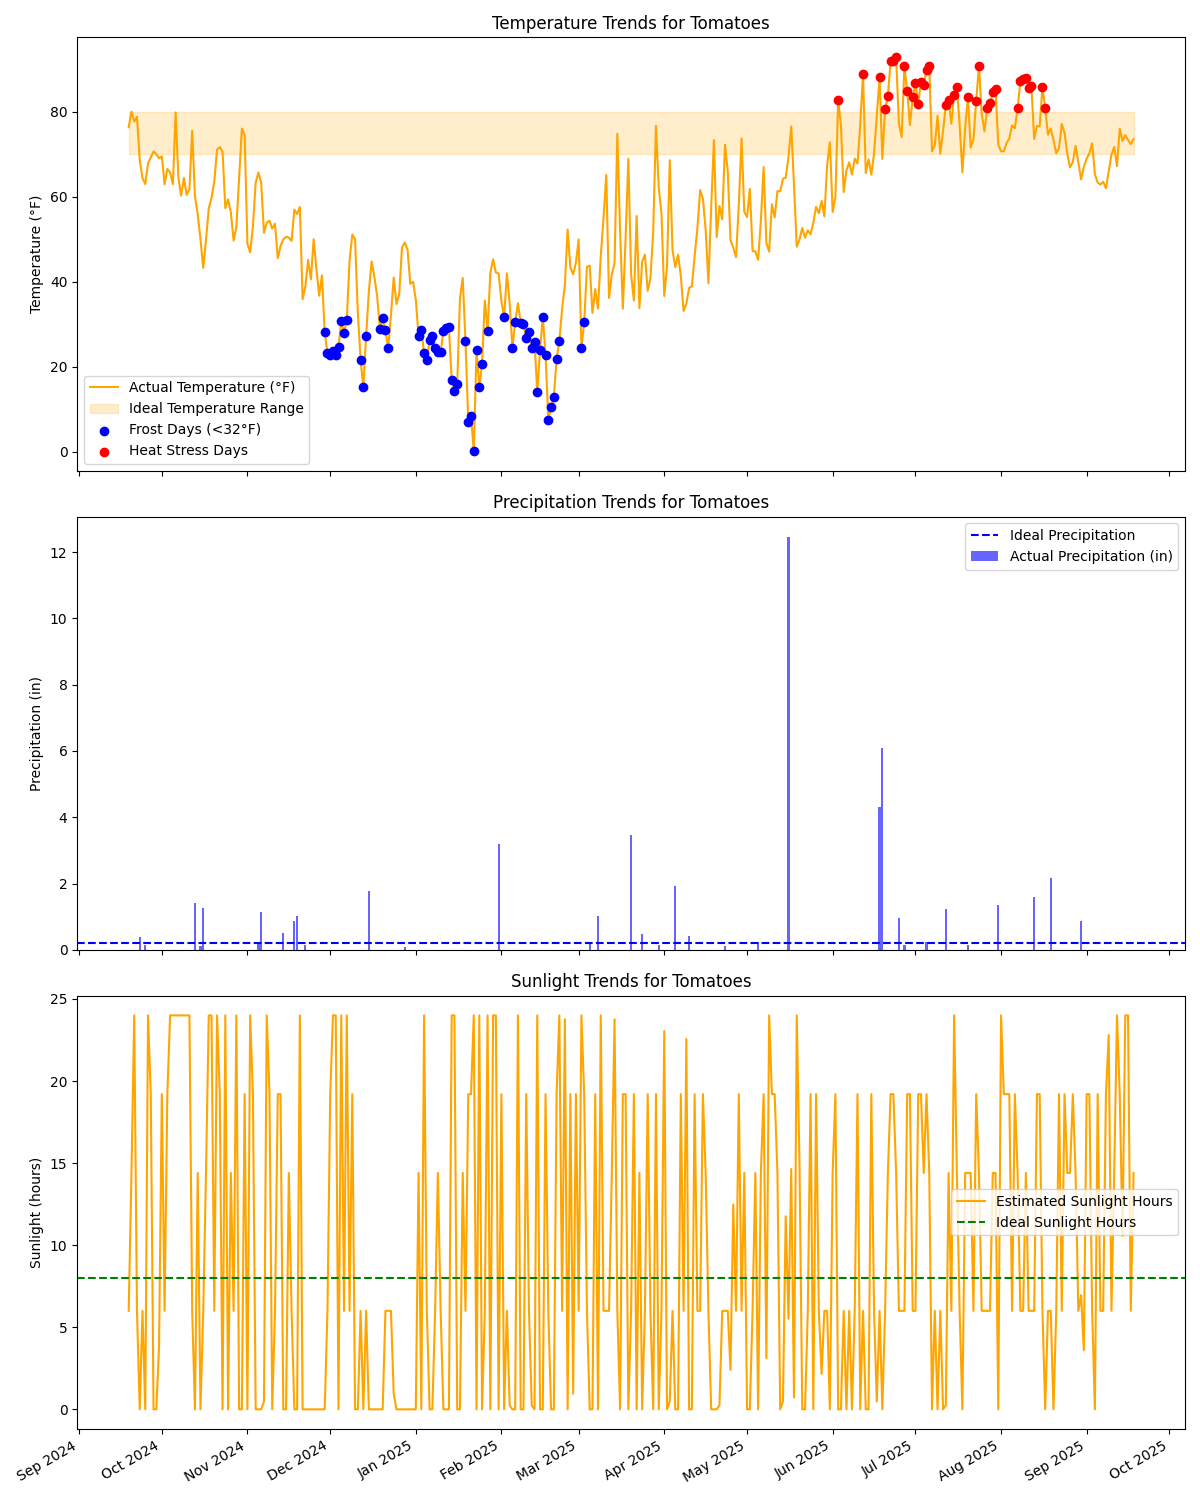 Temperature Trends for Tomatoes
Temperature (°F)
80
60
40
20
0
Actual Temperature (°F)
Ideal Temperature Range
Frost Days (<32°F)
Heat Stress Days
Precipitation Trends for Tomatoes
Precipitation (in)
12
10
8
6
4
2
0
Ideal Precipitation
Actual Precipitation (in)
Sunlight Trends for Tomatoes
Sunlight (hours)
25
20
15
10
5
0
Estimated Sunlight Hours
Ideal Sunlight Hours
Sep 2024
Oct 2024
Nov 2024
Dec 2024
Jan 2025
Feb 2025
Mar 2025
Apr 2025
May 2025
Jun 2025
Jul 2025
Aug 2025
Sep 2025
Oct 2025